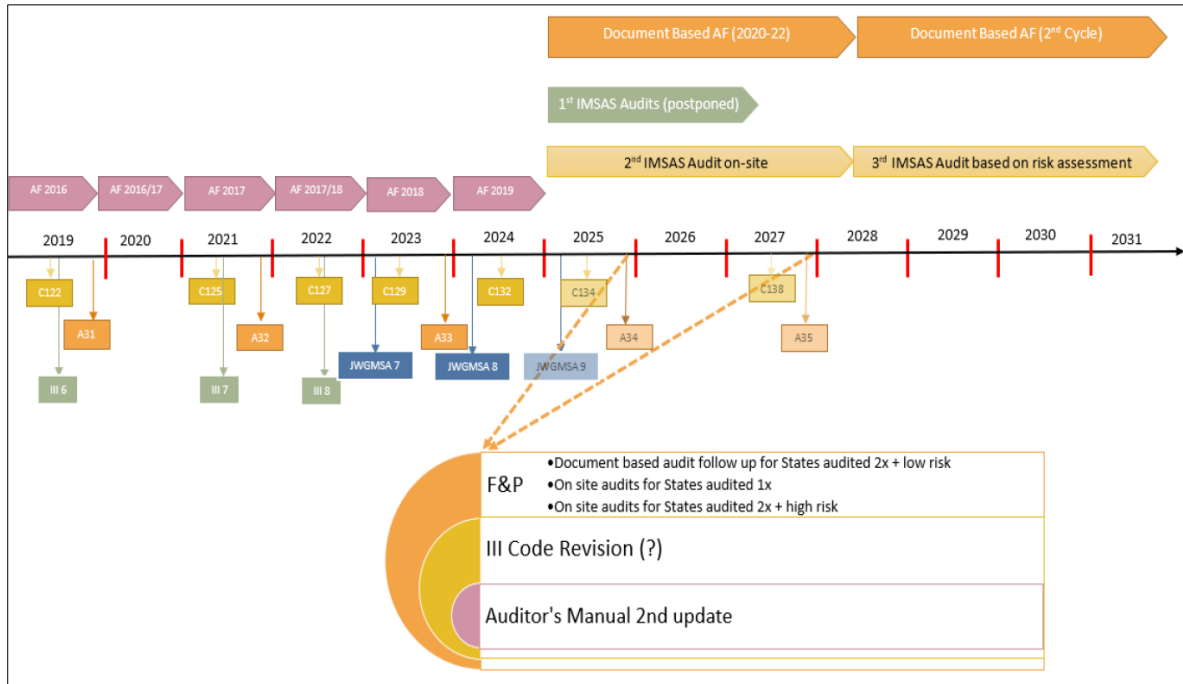 Document Based AF (2020-22)
Document Based AF (2nd Cycle)
1st IMSAS Audits (postponed)
2nd IMSAS Audit on-site
3rd IMSAS Audit based on risk assessment
AF 2016
AF 2016/17
AF 2017
AF 2017/18
AF 2018
AF 2019
2019
2020
2021
2022
2023
2024
2025
2026
2027
2028
2029
2030
2031
C122
C125
C127
C129
C132
C134
C138
A31
A32
A33
A34
A35
JWGMSA 7
JWGMSA 8
JWGMSA 9
III 6
III 7
III 8
F&P
•Document based audit follow up for States audited 2x + low risk
•On site audits for States audited 1x
•On site audits for States audited 2x + high risk
III Code Revision (?)
Auditor's Manual 2nd update